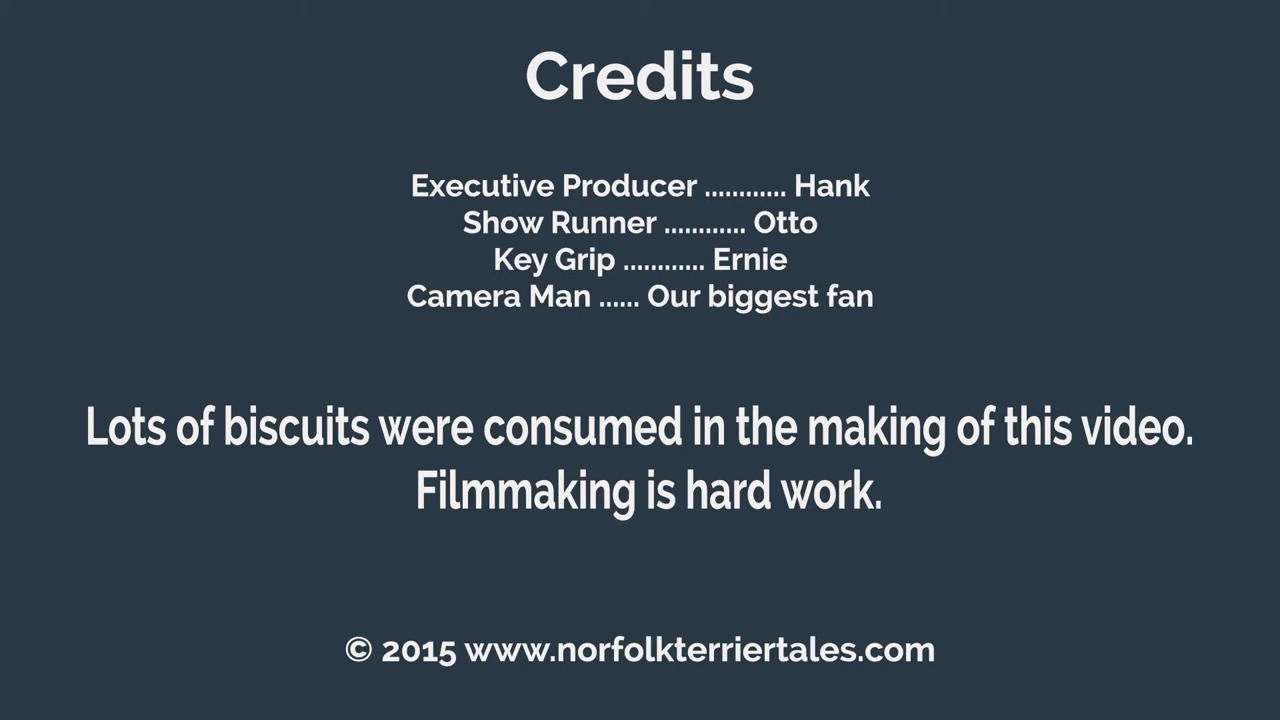 Credits
Executive Producer ............ Hank
Show Runner ............ Otto
Key Grip ............ Ernie
Camera Man ...... Our biggest fan
Lots of biscuits were consumed in the making of this video.
Filmmaking is hard work.
© 2015 www.norfolkterriertales.com